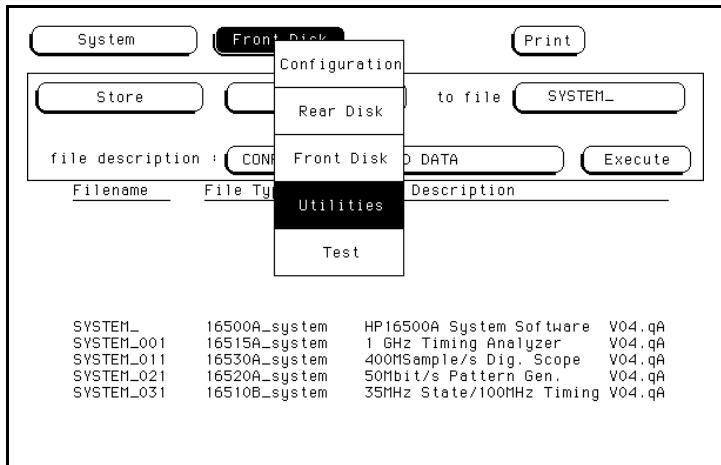 System Front Disk Print
Configuration
Store to file SYSTEM_
Rear Disk
file description : Front Disk DATA Execute
Filename File Description
Utilities
Test
SYSTEM_ 16500A_system HP16500A System Software V04.qA
SYSTEM_001 16515A_system 1 GHz Timing Analyzer V04.qA
SYSTEM_011 16530A_system 400MSample/s Dig. Scope V04.qA
SYSTEM_021 16520A_system 50Mbit/s Pattern Gen. V04.qA
SYSTEM_031 16510B_system 35MHz State/100MHz Timing V04.qA